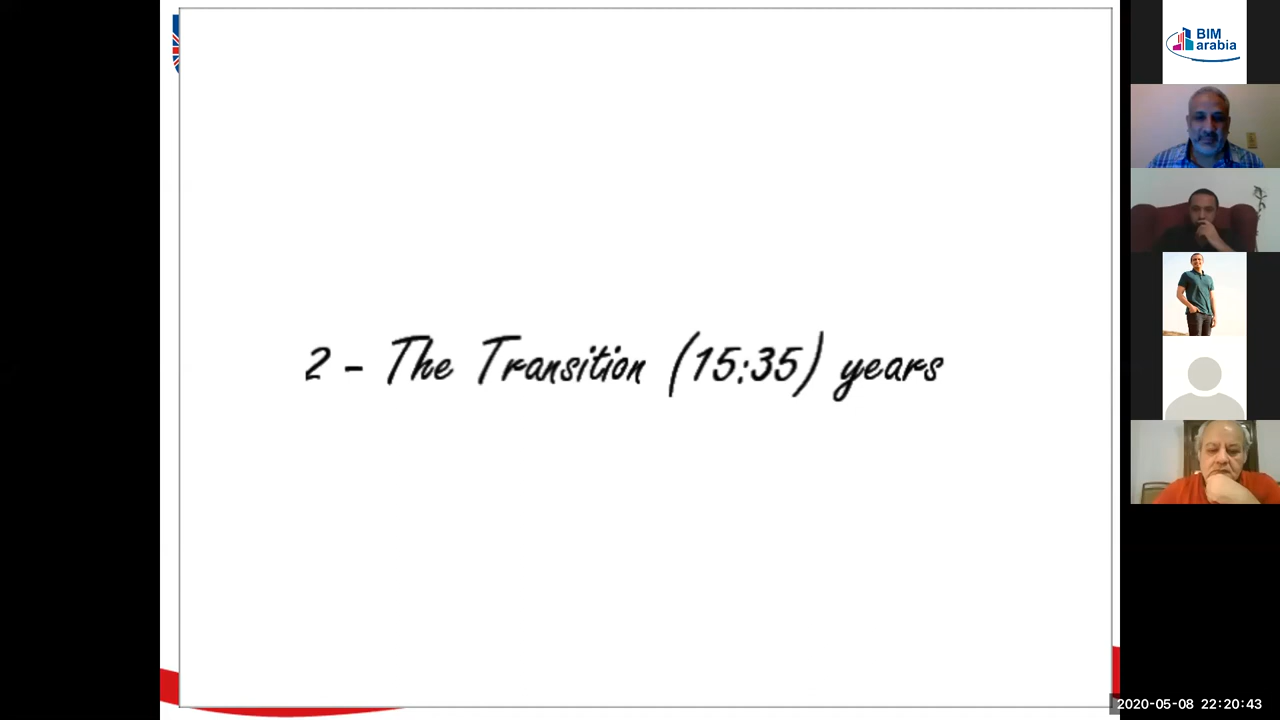 BIM
arabia
2 - The Transition (15:35) years
2020-05-08 22:20:43